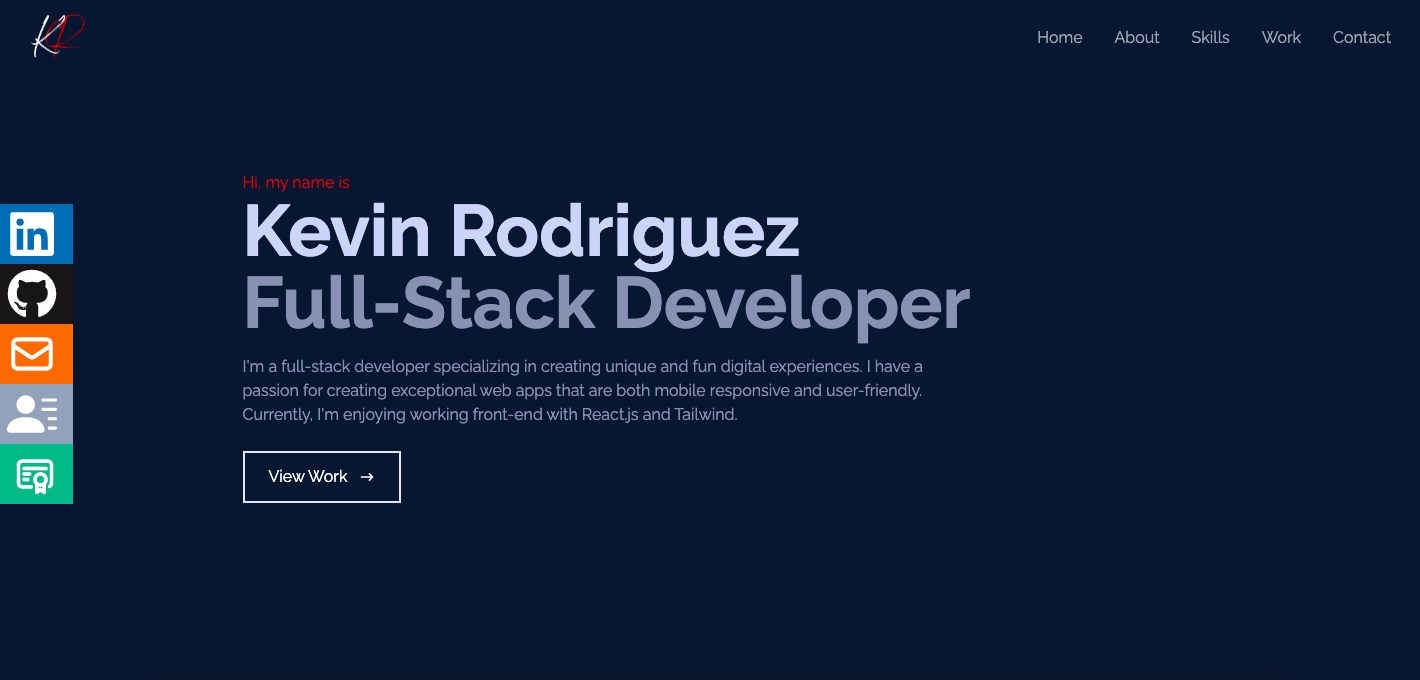 KR
Home About Skills Work Contact
Hi, my name is
Kevin Rodriguez
Full-Stack Developer
in
I'm a full-stack developer specializing in creating unique and fun digital experiences. I have a
passion for creating exceptional web apps that are both mobile responsive and user-friendly.
Currently, I'm enjoying working front-end with React.js and Tailwind.
View Work →